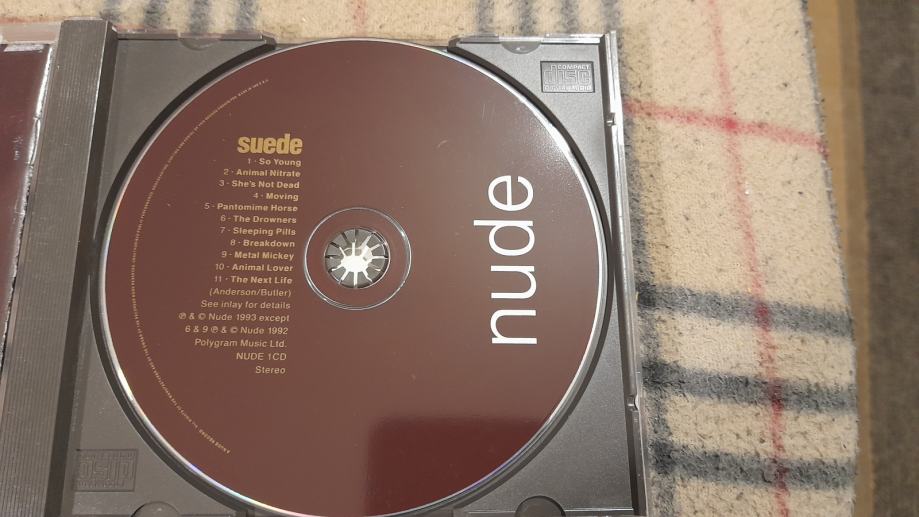 COMPACT
disc
DIGITAL AUDIO
suede
1 · So Young
2 · Animal Nitrate
3 · She's Not Dead
4 · Moving
5 · Pantomime Horse
6 · The Drowners
7 · Sleeping Pills
8 · Breakdown
9 · Metal Mickey
10 · Animal Lover
11 · The Next Life
(Anderson/Butler)
See inlay for details
℗ & © Nude 1993 except
6 & 9 ℗ & © Nude 1992
Polygram Music Ltd.
NUDE 1CD
Stereo
nude